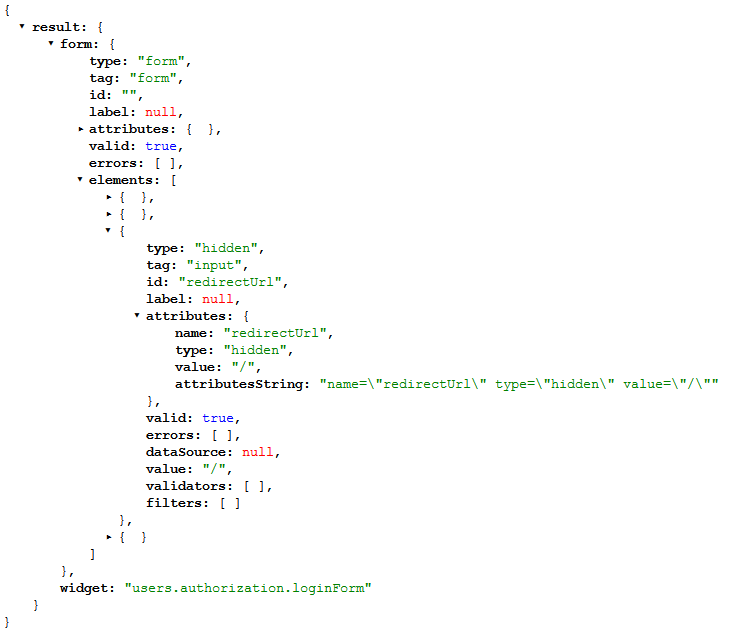 {
▾ result: {
▾ form: {
type: "form",
tag: "form",
id: "",
label: null,
▸ attributes: { },
valid: true,
errors: [ ],
▾ elements: [
▸ { },
▸ { },
▾ {
type: "hidden",
tag: "input",
id: "redirectUrl",
label: null,
▾ attributes: {
name: "redirectUrl",
type: "hidden",
value: "/",
attributesString: "name=\"redirectUrl\" type=\"hidden\" value=\"/\""
},
valid: true,
errors: [ ],
dataSource: null,
value: "/",
validators: [ ],
filters: [ ]
},
▸ { }
]
},
widget: "users.authorization.loginForm"
}
}